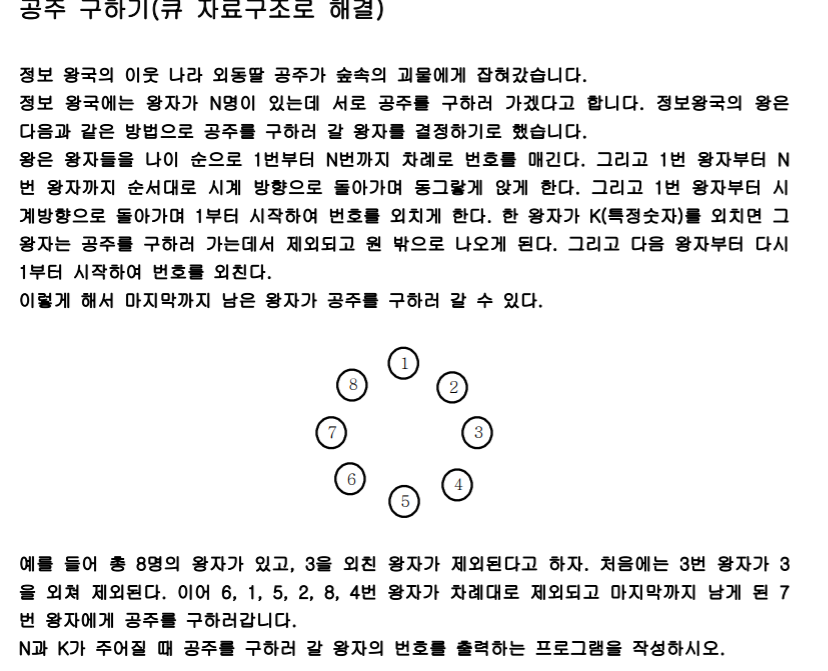 공주 구하기(큐 자료구조로 해결)
정보 왕국의 이웃 나라 외동딸 공주가 숲속의 괴물에게 잡혀갔습니다.
정보 왕국에는 왕자가 N명이 있는데 서로 공주를 구하러 가겠다고 합니다. 정보왕국의 왕은
다음과 같은 방법으로 공주를 구하러 갈 왕자를 결정하기로 했습니다.
왕은 왕자들을 나이 순으로 1번부터 N번까지 차례로 번호를 매긴다. 그리고 1번 왕자부터 N
번 왕자까지 순서대로 시계 방향으로 돌아가며 동그랗게 앉게 한다. 그리고 1번 왕자부터 시
계방향으로 돌아가며 1부터 시작하여 번호를 외치게 한다. 한 왕자가 K(특정숫자)를 외치면 그
왕자는 공주를 구하러 가는데서 제외되고 원 밖으로 나오게 된다. 그리고 다음 왕자부터 다시
1부터 시작하여 번호를 외친다.
이렇게 해서 마지막까지 남은 왕자가 공주를 구하러 갈 수 있다.
1
8
2
7
3
6
4
5
예를 들어 총 8명의 왕자가 있고, 3을 외친 왕자가 제외된다고 하자. 처음에는 3번 왕자가 3
을 외쳐 제외된다. 이어 6, 1, 5, 2, 8, 4번 왕자가 차례대로 제외되고 마지막까지 남게 된 7
번 왕자에게 공주를 구하러갑니다.
N과 K가 주어질 때 공주를 구하러 갈 왕자의 번호를 출력하는 프로그램을 작성하시오.